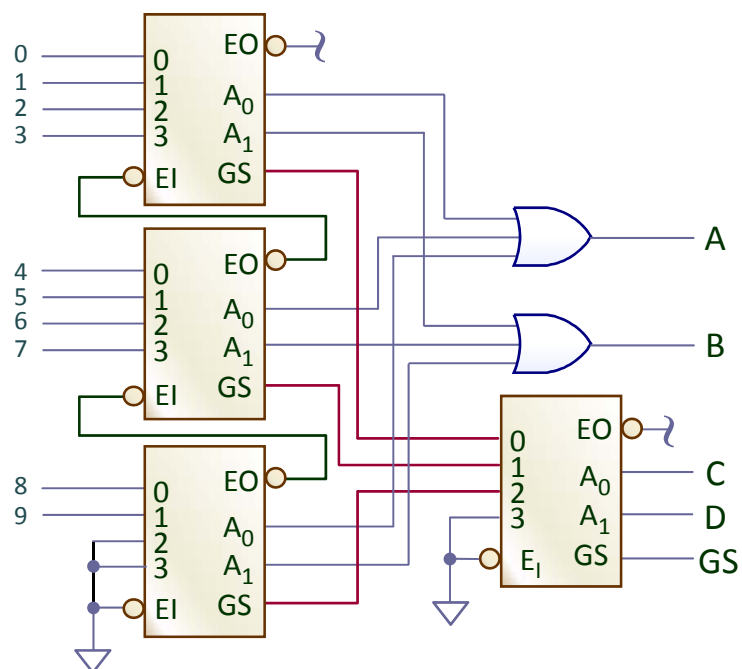 0 0 EO
1 1 A₀
2 2 A₁
3 3 GS
EI
4 0 EO
5 1 A₀
6 2 A₁
7 3 GS
EI
8 0 EO
9 1 A₀
2 A₁
3 GS
EI
A
B
0 EO
1 A₀ C
2 A₁ D
3 GS GS
E_I